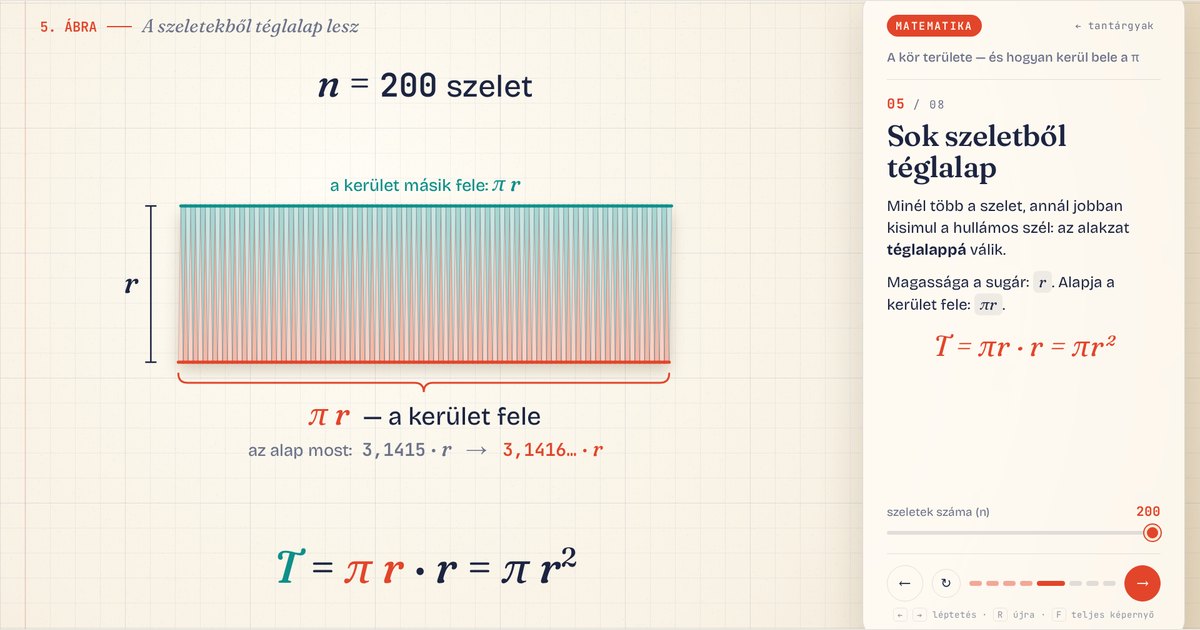 5. ÁBRA — A szeletekből téglalap lesz
n = 200 szelet
a kerület másik fele: π r
r
π r — a kerület fele
az alap most: 3,1415 · r → 3,1416… · r
T = π r · r = π r²
MATEMATIKA
← tantárgyak
A kör területe — és hogyan kerül bele a π
05 / 08
Sok szeletből
téglalap
Minél több a szelet, annál jobban
kisimul a hullámos szél: az alakzat
téglalappá válik.
Magassága a sugár: r . Alapja a
kerület fele: πr .
T = πr · r = πr²
szeletek száma (n) 200
← ↻ →
← → léptetés · R újra · F teljes képernyő